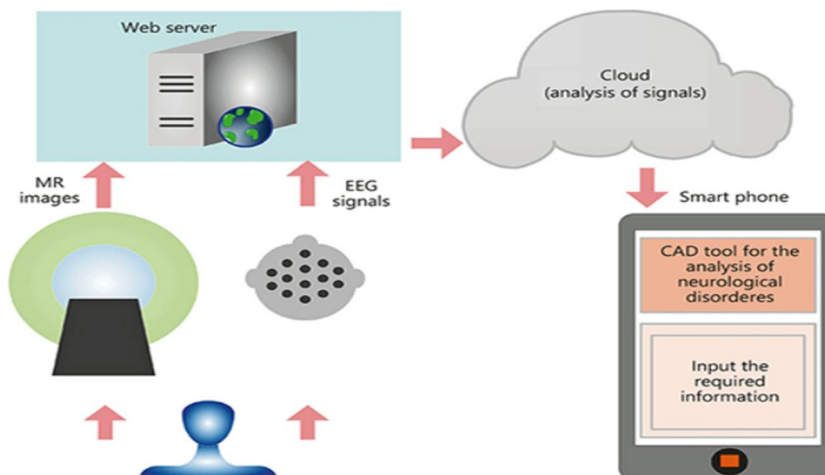 Web server
Cloud
(analysis of signals)
MR
images
EEG
signals
Smart phone
CAD tool for the
analysis of
neurological
disorderes
Input the
required
information